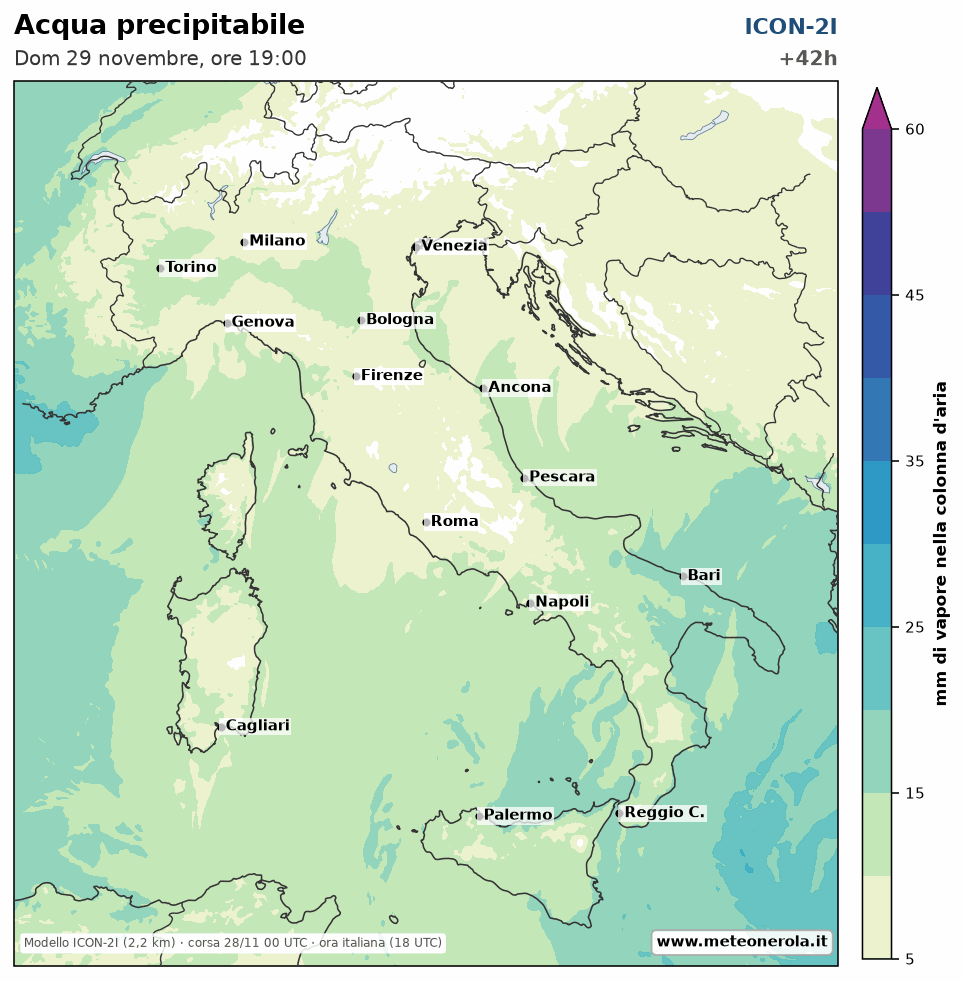 Acqua precipitabile
ICON-2I
Dom 29 novembre, ore 19:00
+42h
60
45
35
25
15
5
mm di vapore nella colonna d'aria
Milano
Venezia
Torino
Genova
Bologna
Firenze
Ancona
Pescara
Roma
Bari
Napoli
Cagliari
Palermo
Reggio C.
Modello ICON-2I (2,2 km) · corsa 28/11 00 UTC · ora italiana (18 UTC)
www.meteonerola.it